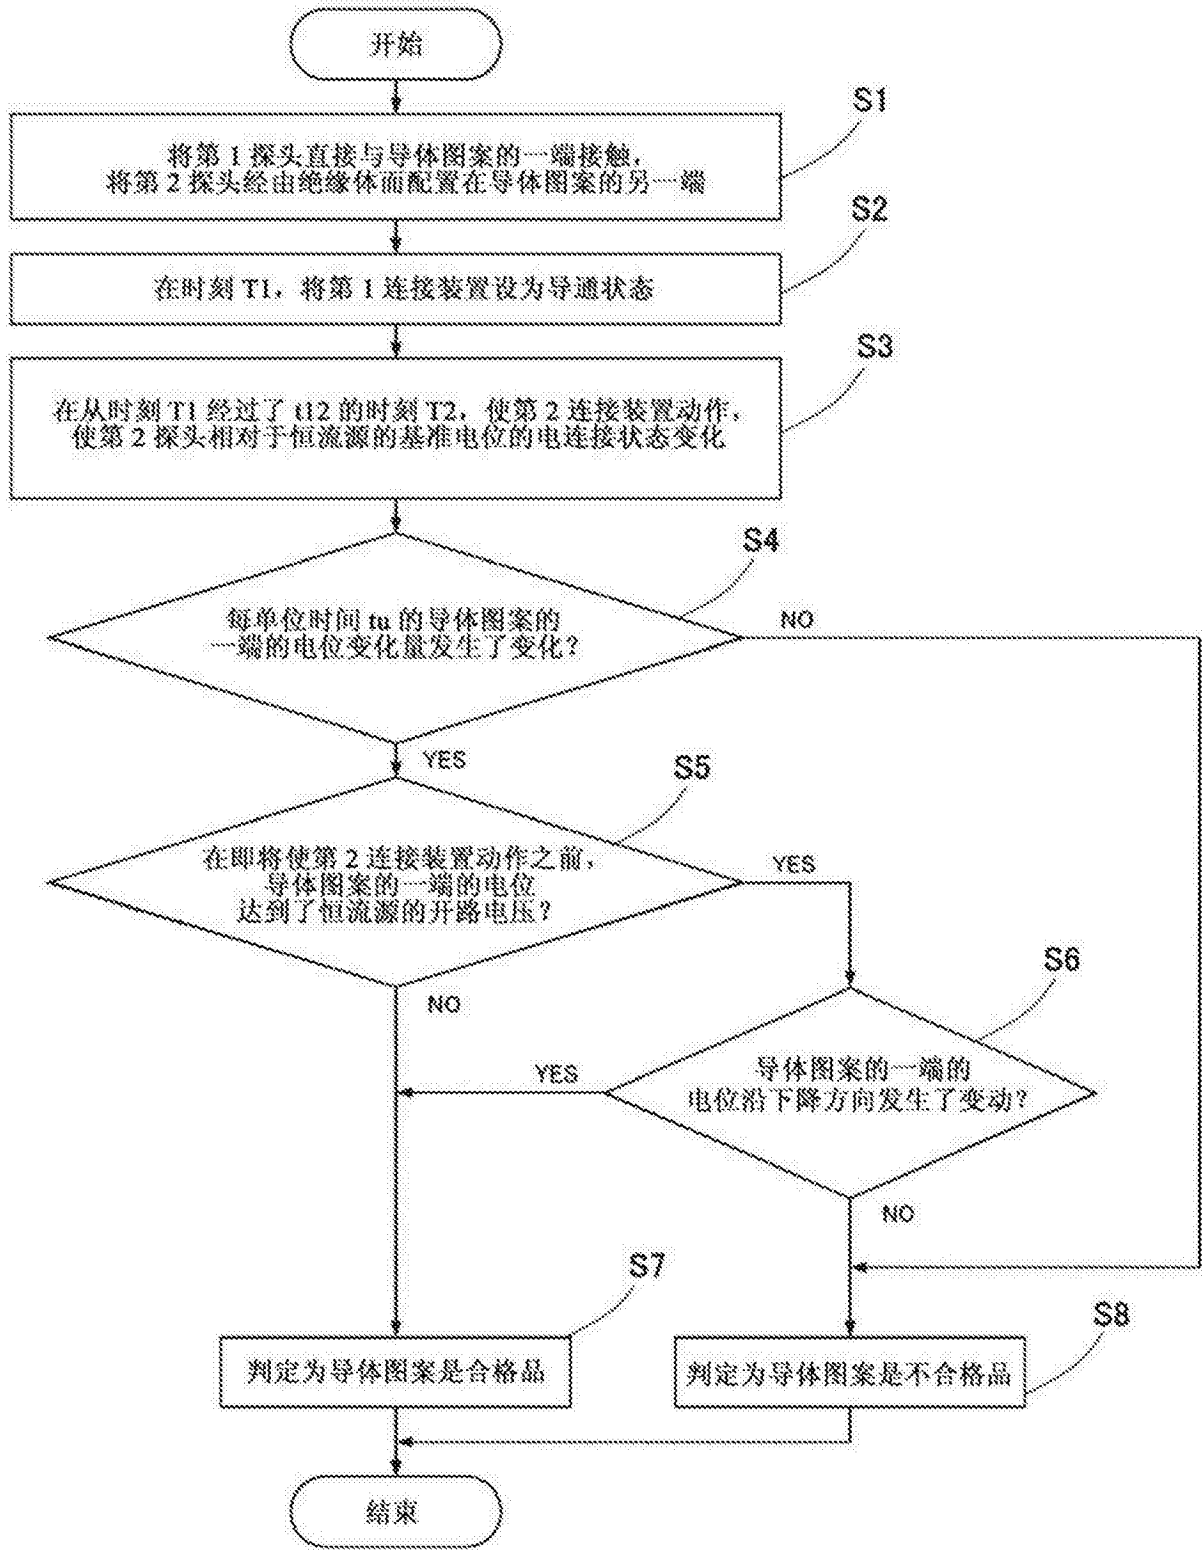 开始
S1
将第1探头直接与导体图案的一端接触,
将第2探头经由绝缘体而配置在导体图案的另一端
S2
在时刻T1，将第1连接装置设为导通状态
S3
在从时刻T1经过了t12的时刻T2，使第2连接装置动作,
使第2探头相对于恒流源的基准电位的电连接状态变化
S4
每单位时间tu的导体图案的
一端的电位变化量发生了变化?
NO
YES
S5
在即将使第2连接装置动作之前,
导体图案的一端的电位
达到了恒流源的开路电压?
YES
NO
S6
导体图案的一端的
电位沿下降方向发生了变动?
YES
NO
S7
判定为导体图案是合格品
S8
判定为导体图案是不合格品
结束